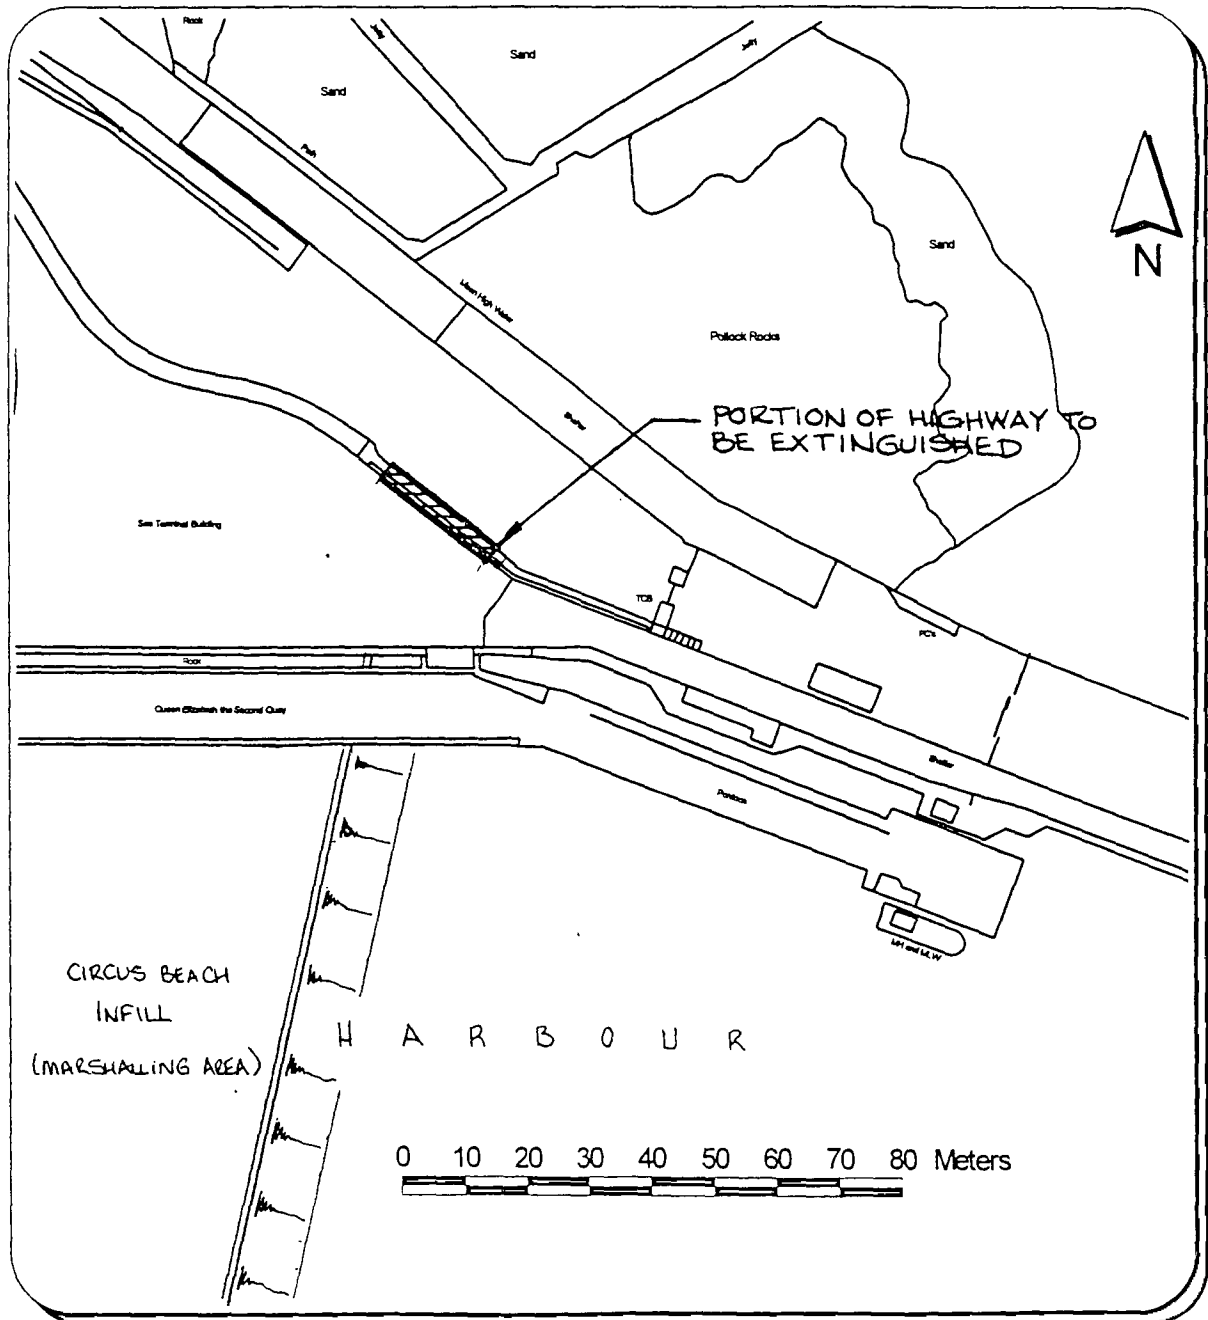 Rock
Jetty
Sand
Jetty
Sand
Path
Sand
N
Mean High Water
Pollock Rocks
Shelter
PORTION OF HIGHWAY TO
BE EXTINGUISHED
Sea Terminal Building
TCB
PC's
Rock
Queen Elizabeth the Second Quay
Shelter
Pontoon
MH and MLW
CIRCUS BEACH
INFILL
(MARSHALLING AREA)
H A R B O U R
0 10 20 30 40 50 60 70 80 Meters